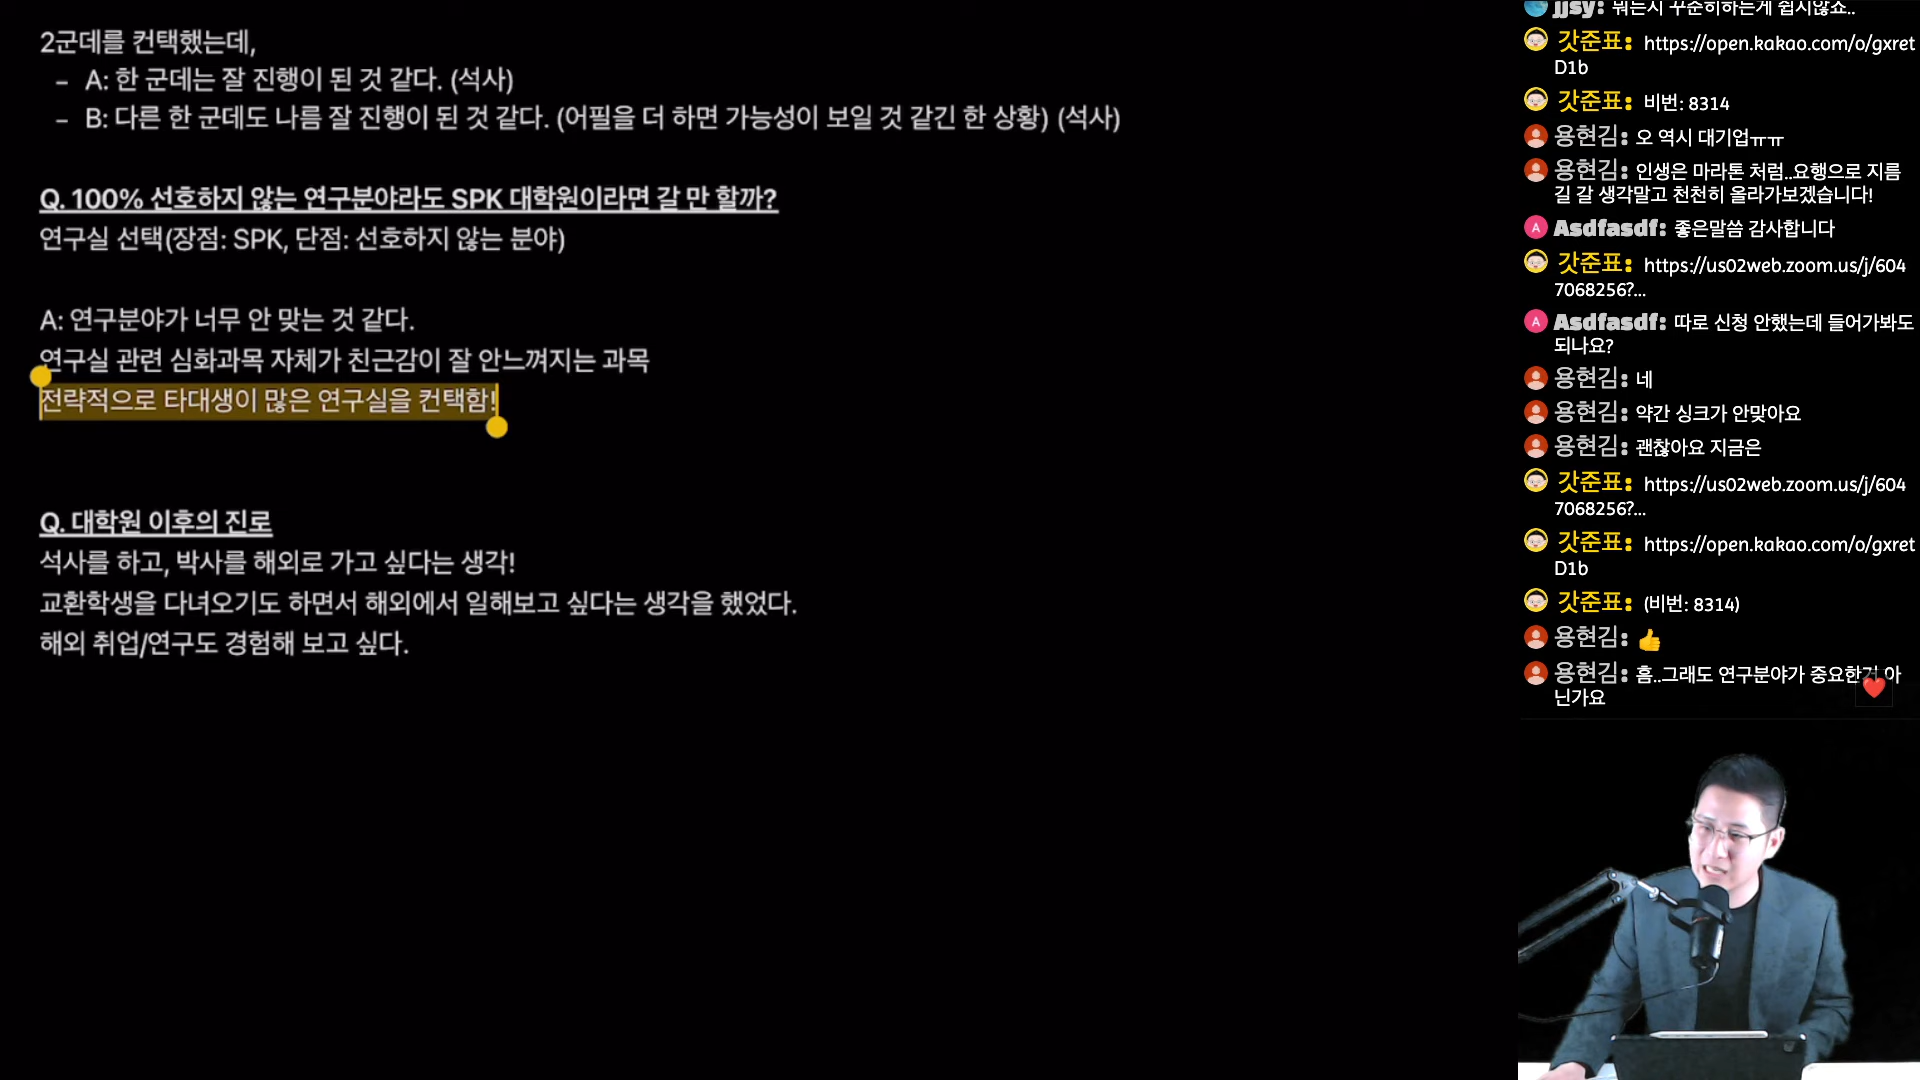 2군데를 컨택했는데,
- A: 한 군데는 잘 진행이 된 것 같다. (석사)
- B: 다른 한 군데도 나름 잘 진행이 된 것 같다. (어필을 더 하면 가능성이 보일 것 같긴 한 상황) (석사)
Q. 100% 선호하지 않는 연구분야라도 SPK 대학원이라면 갈 만 할까?
연구실 선택(장점: SPK, 단점: 선호하지 않는 분야)
A: 연구분야가 너무 안 맞는 것 같다.
연구실 관련 심화과목 자체가 친근감이 잘 안느껴지는 과목
전략적으로 타대생이 많은 연구실을 컨택함!
Q. 대학원 이후의 진로
석사를 하고, 박사를 해외로 가고 싶다는 생각!
교환학생을 다녀오기도 하면서 해외에서 일해보고 싶다는 생각을 했었다.
해외 취업/연구도 경험해 보고 싶다.
jjsy: 뭐든지 꾸준히하는게 쉽지않죠..
갓준표: https://open.kakao.com/o/gxret
D1b
갓준표: 비번: 8314
용현김: 오 역시 대기업ㅠㅠ
용현김: 인생은 마라톤 처럼..요행으로 지름
길 갈 생각말고 천천히 올라가보겠습니다!
A Asdfasdf: 좋은말씀 감사합니다
갓준표: https://us02web.zoom.us/j/604
7068256?...
A Asdfasdf: 따로 신청 안했는데 들어가봐도
되나요?
용현김: 네
용현김: 약간 싱크가 안맞아요
용현김: 괜찮아요 지금은
갓준표: https://us02web.zoom.us/j/604
7068256?...
갓준표: https://open.kakao.com/o/gxret
D1b
갓준표: (비번: 8314)
용현김: 👍
용현김: 흠..그래도 연구분야가 중요한거 아
닌가요